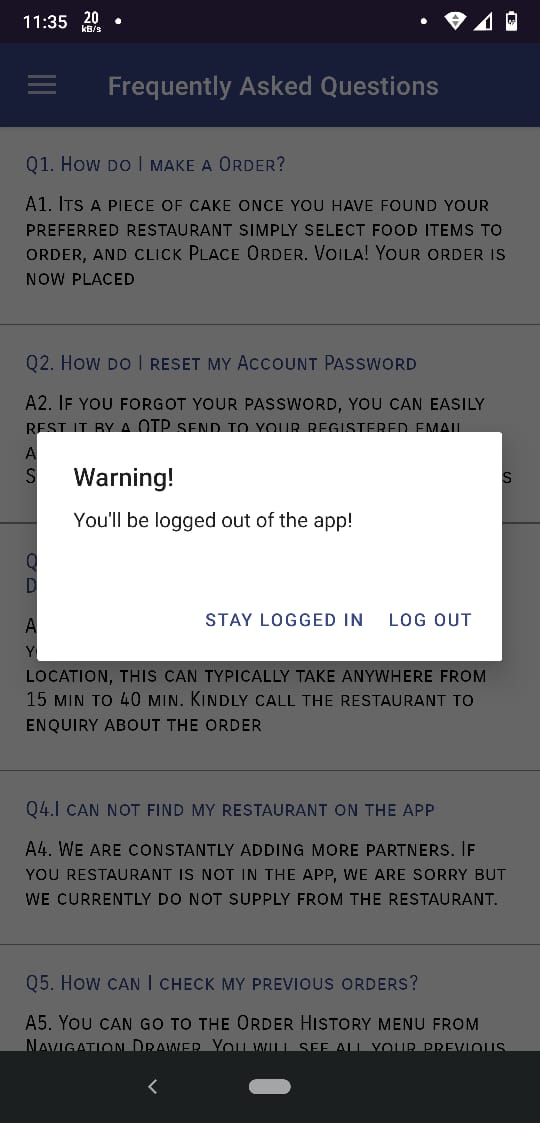 11:35 20 kB/s
Frequently Asked Questions
Q1. How do I make a Order?
A1. Its a piece of cake once you have found your
preferred restaurant simply select food items to
order, and click Place Order. Voila! Your order is
now placed
Q2. How do I reset my Account Password
A2. If you forgot your password, you can easily
rest it by a OTP send to your registered email
Warning!
You'll be logged out of the app!
STAY LOGGED IN LOG OUT
location, this can typically take anywhere from
15 min to 40 min. Kindly call the restaurant to
enquiry about the order
Q4.I can not find my restaurant on the app
A4. We are constantly adding more partners. If
you restaurant is not in the app, we are sorry but
we currently do not supply from the restaurant.
Q5. How can I check my previous orders?
A5. You can go to the Order History menu from
Navigation Drawer. You will see all your previous